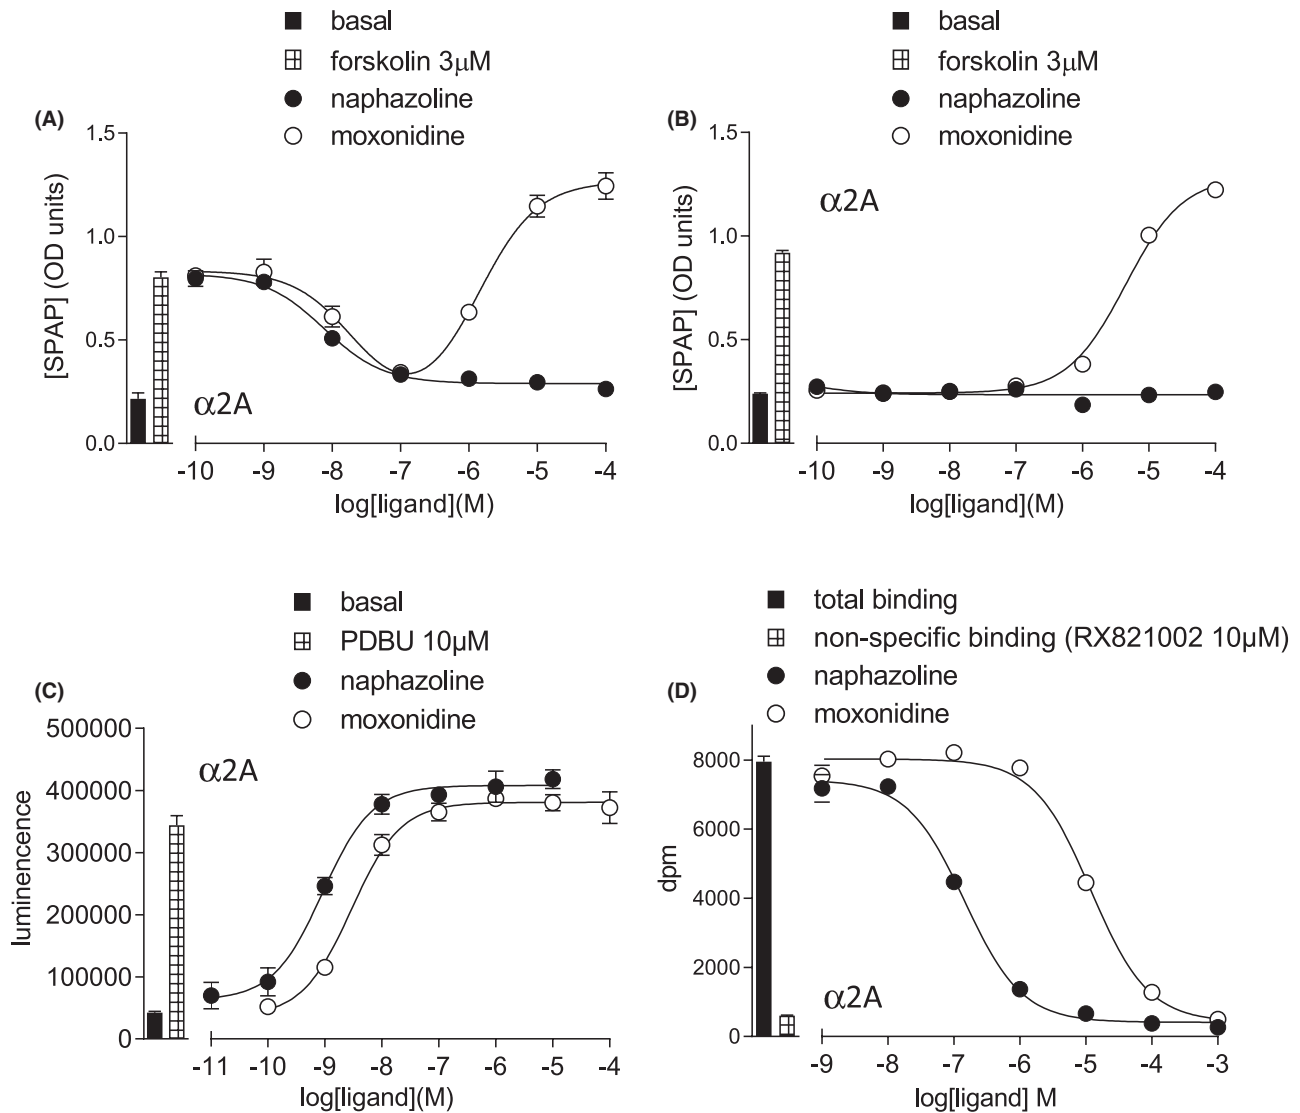 basal
forskolin 3μM
naphazoline
moxonidine
(A)
[SPAP] (OD units)
1.5
1.0
0.5
0.0
α2A
-10 -9 -8 -7 -6 -5 -4
log[ligand](M)
basal
forskolin 3μM
naphazoline
moxonidine
(B)
[SPAP] (OD units)
1.5
1.0
0.5
0.0
α2A
-10 -9 -8 -7 -6 -5 -4
log[ligand](M)
basal
PDBU 10μM
naphazoline
moxonidine
(C)
luminence
500000
400000
300000
200000
100000
0
α2A
-11 -10 -9 -8 -7 -6 -5 -4
log[ligand](M)
total binding
non-specific binding (RX821002 10μM)
naphazoline
moxonidine
(D)
dpm
8000
6000
4000
2000
0
α2A
-9 -8 -7 -6 -5 -4 -3
log[ligand] M